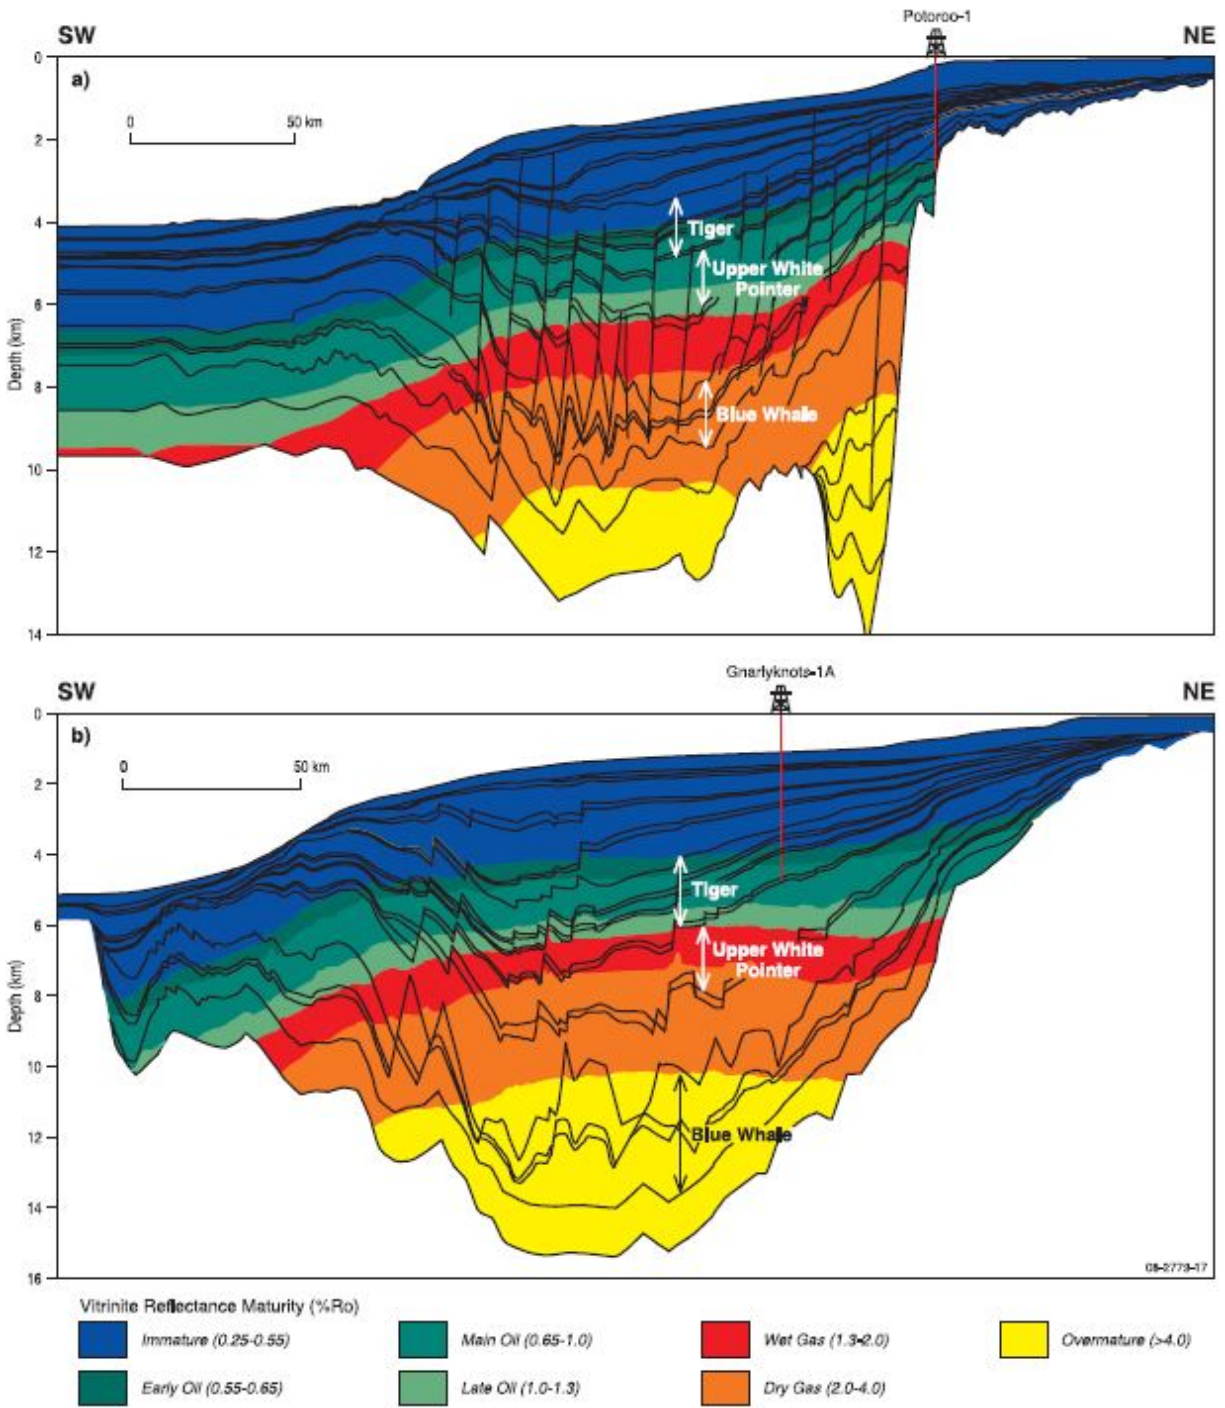 Potoroo-1
SW
NE
a)
0
50 km
0
2
4
6
8
10
12
14
Depth (km)
Tiger
Upper White
Pointer
Blue Whale
Gnarlyknots-1A
SW
NE
b)
0
50 km
0
2
4
6
8
10
12
14
16
Depth (km)
Tiger
Upper White
Pointer
Blue Whale
06-2773-17
Vitrinite Reflectance Maturity (%Ro)
Immature (0.25-0.55)
Main Oil (0.65-1.0)
Wet Gas (1.3-2.0)
Overmature (>4.0)
Early Oil (0.55-0.65)
Late Oil (1.0-1.3)
Dry Gas (2.0-4.0)